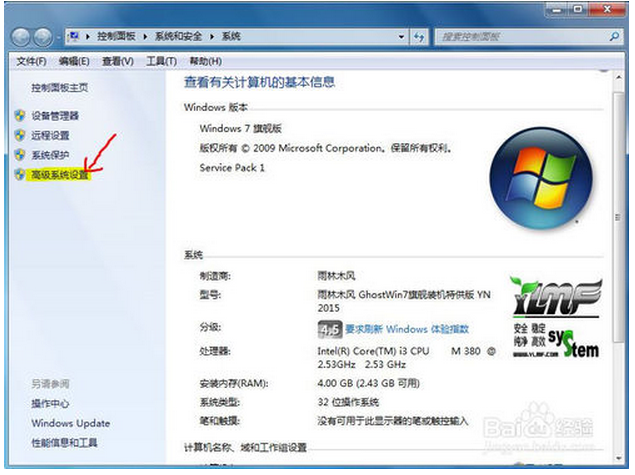 控制面板 系统和安全 系统
搜索控制面板
文件(F) 编辑(E) 查看(V) 工具(T) 帮助(H)
控制面板主页
设备管理器
远程设置
系统保护
高级系统设置
另请参阅
操作中心
Windows Update
性能信息和工具
查看有关计算机的基本信息
Windows 版本
Windows 7 旗舰版
版权所有 © 2009 Microsoft Corporation。保留所有权利。
Service Pack 1
系统
制造商: 雨林木风
型号: 雨林木风 GhostWin7旗舰装机特供版 YN
2015
分级: 4.5 要求刷新 Windows 体验指数
处理器: Intel(R) Core(TM) i3 CPU M 380 @
2.53GHz 2.53 GHz
安装内存(RAM): 4.00 GB (2.43 GB 可用)
系统类型: 32 位操作系统
笔和触摸: 没有可用于此显示器的笔或触控输入
计算机名称、域和工作组设置
YLMF
安全 稳定
纯净 高效
system
www.YLMF.com
Baidu 经验
jingyan.baidu.com